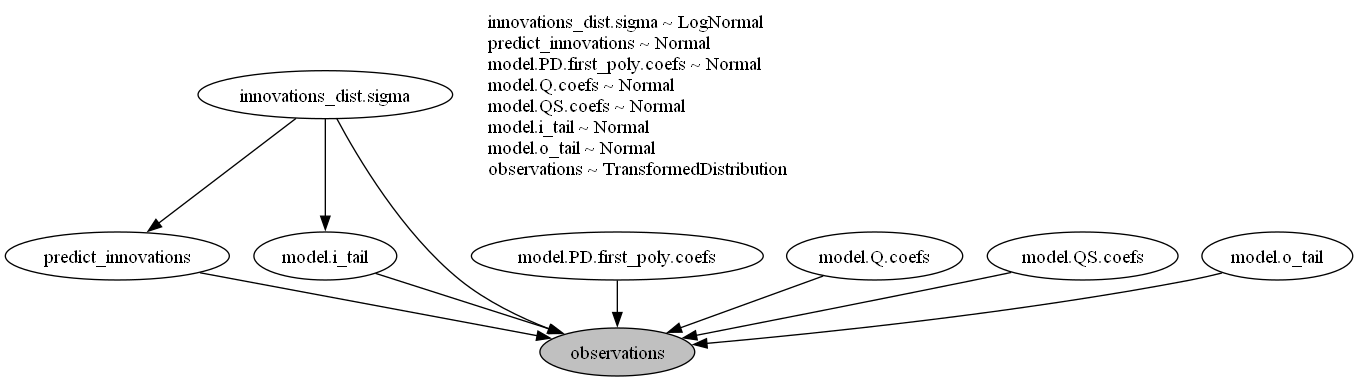 innovations_dist.sigma ~ LogNormal
predict_innovations ~ Normal
model.PD.first_poly.coefs ~ Normal
model.Q.coefs ~ Normal
model.QS.coefs ~ Normal
model.i_tail ~ Normal
model.o_tail ~ Normal
observations ~ TransformedDistribution
innovations_dist.sigma
predict_innovations
model.i_tail
model.PD.first_poly.coefs
model.Q.coefs
model.QS.coefs
model.o_tail
observations